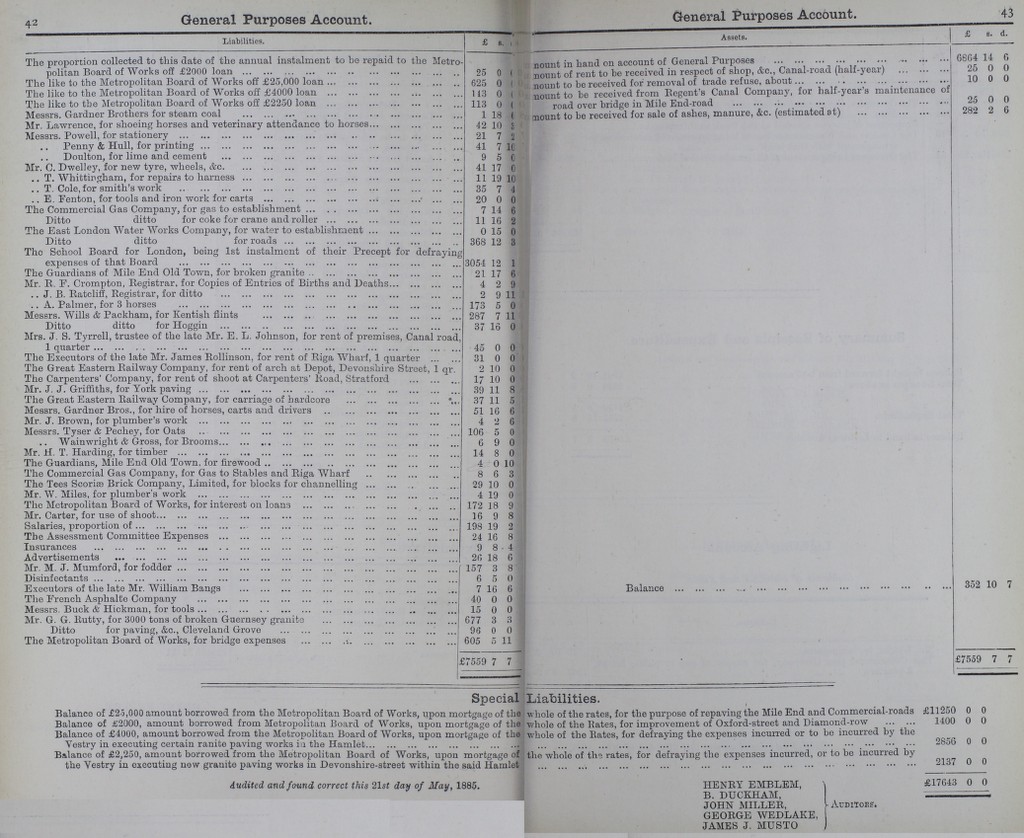 42
General Purposes Account.
Liabilities.
£ s.
The proportion collected to this date of the annual instalment to be repaid to the Metro-
politan Board of Works off £2000 loan ... 25 0
The like to the Metropolitan Board of Works off £25,000 loan ... 625 0
The like to the Metropolitan Board of Works off £4000 loan ... 143 0
The like to the Metropolitan Board of Works off £2250 loan ... 113 0
Messrs. Gardner Brothers for steam coal ... 1 18
Mr. Lawrence, for shoeing horses and veterinary attendance to horses ... 42 10
Messrs. Powell, for stationery ... 21 7
,, Penny & Hull, for printing ... 41 7 10
,, Doulton, for lime and cement ... 9 5 0
Mr. C. Dwelley, for new tyre, wheels, &c. ... 41 17 0
,, T. Whittingham, for repairs to harness ... 11 19 10
,, T. Cole, for smith's work ... 35 7 4
,, E. Fenton, for tools and iron work for carts ... 20 0 0
The Commercial Gas Company, for gas to establishment ... 7 14 6
Ditto ditto for coke for crane and roller ... 11 16 2
The East London Water Works Company, for water to establishment ... 0 15 0
Ditto ditto for roads ... 368 12 3
The School Board for London, being 1st instalment of their Precept for defraying
expenses of that Board ... 3054 12 1
The Guardians of Mile End Old Town, for broken granite ... 21 17 6
Mr. R. F. Crompton, Registrar, for Copies of Entries of Births and Deaths ... 4 2 9
,, J. B. Ratcliff, Registrar, for ditto ... 2 9 11
,, A. Palmer, for 3 horses ... 173 5 0
Messrs. Wills & Packham, for Kentish flints ... 287 7 11
Ditto ditto for Hoggin ... 37 16 0
Mrs. J. S. Tyrrell, trustee of the late Mr. E. L. Johnson, for rent of premises, Canal road,
1 quarter ... 45 0 0
The Executors of the late Mr. James Rollinson, for rent of Riga Wharf, 1 quarter ... 31 0 0
The Great Eastern Railway Company, for rent of arch at Depot, Devonshire Street, 1 qr. 2 10 0
The Carpenters' Company, for rent of shoot at Carpenters' Road, Stratford ... 17 10 0
Mr. J. J. Griffiths, for York paving ... 39 11 8
The Great Eastern Railway Company, for carriage of hardcore ... 37 11 5
Messrs. Gardner Bros., for hire of horses, carts and drivers ... 51 16 6
Mr. J. Brown, for plumber's work ... 4 2 6
Messrs. Tyser & Pechey, for Oats ... 106 5 0
,, Wainwright & Gross, for Brooms ... 6 9 0
Mr. H. T. Harding, for timber ... 14 8 0
The Guardians, Mile End Old Town, for firewood ... 4 0 10
The Commercial Gas Company, for Gas to Stables and Riga Wharf ... 8 6 3
The Tees Scoriæ Brick Company, Limited, for blocks for channelling ... 29 10 0
Mr. W. Miles, for plumber's work ... 4 19 0
The Metropolitan Board of Works, for interest on loans ... 172 18 9
Mr. Carter, for use of shoot ... 16 9 8
Salaries, proportion of ... 198 19 2
The Assessment Committee Expenses ... 24 16 8
Insurances ... 9 8 4
Advertisements ... 26 18 6
Mr. M. J. Mumford, for fodder ... 157 3 8
Disinfectants ... 6 5 0
Executors of the late Mr. William Bangs ... 7 16 6
The French Asphalte Company ... 40 0 0
Messrs. Buck & Hickman, for tools ... 15 0 0
Mr. G. G. Rutty, for 3000 tons of broken Guernsey granite ... 677 3 3
Ditto for paving, &c., Cleveland Grove ... 96 0 0
The Metropolitan Board of Works, for bridge expenses ... 605 5 11
£7559 7 7
43
General Purposes Account.
Assets.
£ s. d.
nount in hand on account of General Purposes ... 6864 14 6
nount of rent to be received in respect of shop, &c., Canal-road (half-year) ... 25 0 0
nount to be received for removal of trade refuse, about ... 10 0 0
nount to be received from Regent's Canal Company, for half-year's maintenance of
road over bridge in Mile End-road ... 25 0 0
mount to be received for sale of ashes, manure, &c. (estimated at) ... 282 2 6
Balance ... 352 10 7
£7559 7 7
Special Liabilities.
Balance of £25,000 amount borrowed from the Metropolitan Board of Works, upon mortgage of the whole of the rates, for the purpose of repaving the Mile End and Commercial-roads £11250 0 0
Balance of £2000, amount borrowed from Metropolitan Board of Works, upon mortgage of the whole of the Rates, for improvement of Oxford-street and Diamond-row ... 1400 0 0
Balance of £4000, amount borrowed from the Metropolitan Board of Works, upon mortgage of the whole of the Rates, for defraying the expenses incurred or to be incurred by the
Vestry in executing certain ranite paving works in the Hamlet ... 2856 0 0
Balance of £2,250, amount borrowed from the Metropolitan Board of Works, upon mortgage of the whole of the rates, for defraying the expenses incurred, or to be incurred by
the Vestry in executing new granite paving works in Devonshire-street within the said Hamlet ... 2137 0 0
£17643 0 0
Audited and found correct this 21st day of May, 1885.
HENRY EMBLEM,
B. DUCKHAM,
JOHN MILLER,
GEORGE WEDLAKE,
JAMES J. MUSTO
AUDITORS.